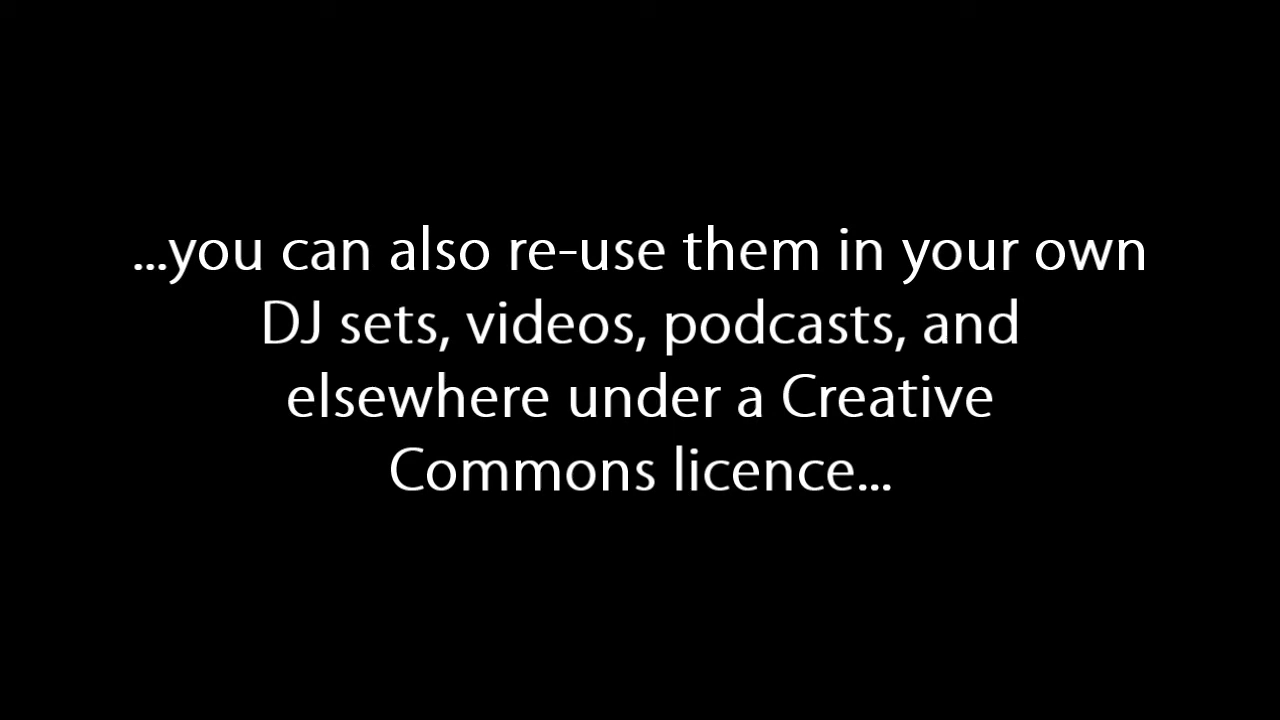 ...you can also re-use them in your own
DJ sets, videos, podcasts, and
elsewhere under a Creative
Commons licence...